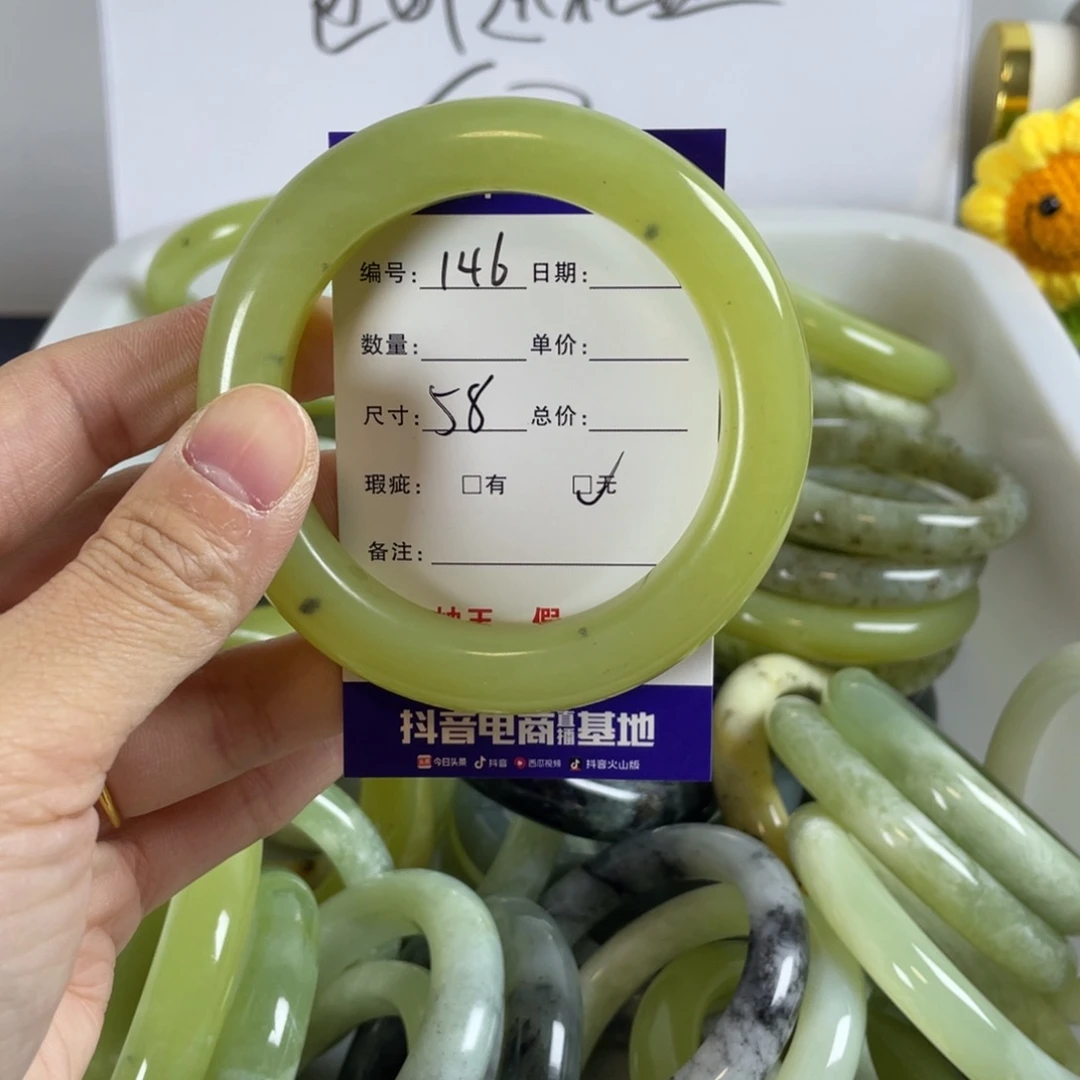 编号: 146 日期:
数量: 单价:
尺寸: 58 总价:
瑕疵: □有 □无
备注:
抖音电商直播基地
今日头条 抖音 西瓜视频 抖音火山版